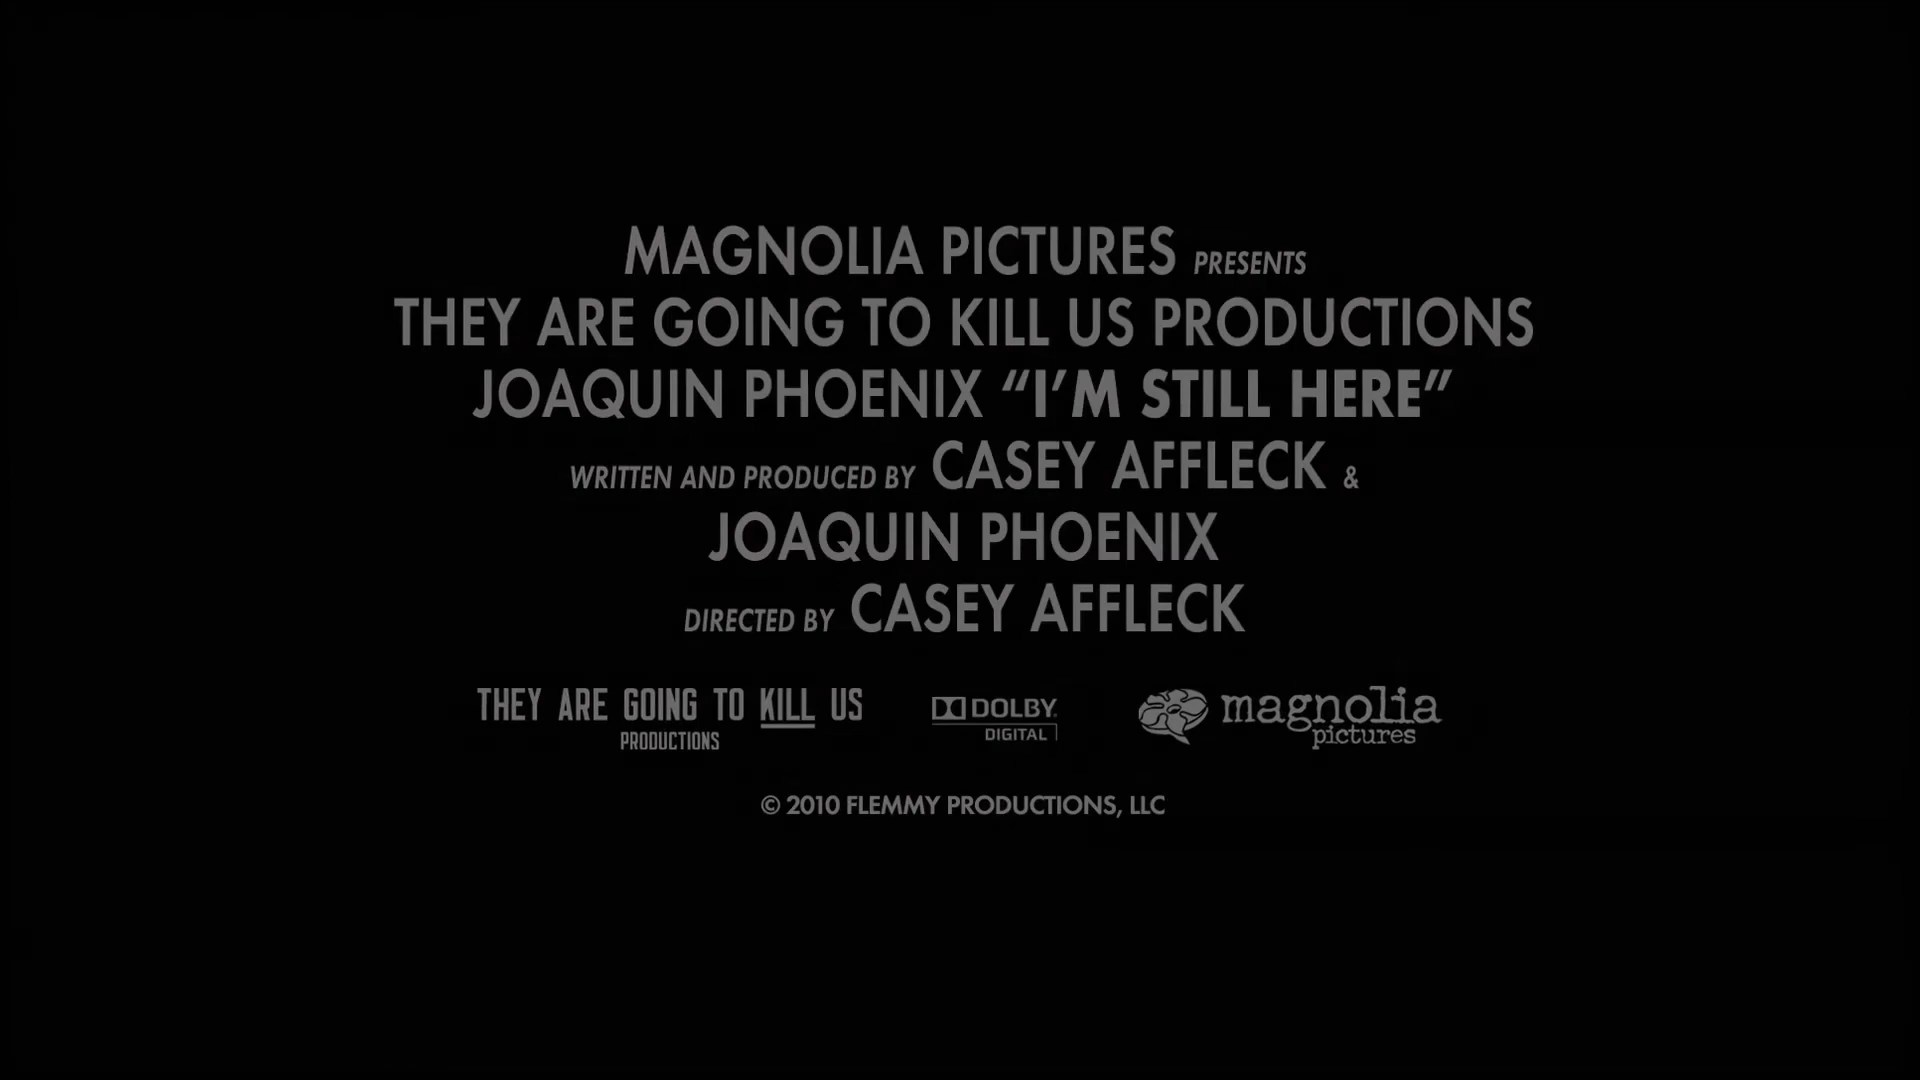 MAGNOLIA PICTURES PRESENTS
THEY ARE GOING TO KILL US PRODUCTIONS
JOAQUIN PHOENIX “I’M STILL HERE”
WRITTEN AND PRODUCED BY CASEY AFFLECK &
JOAQUIN PHOENIX
DIRECTED BY CASEY AFFLECK
THEY ARE GOING TO KILL US
PRODUCTIONS
DOLBY
DIGITAL
magnolia
pictures
© 2010 FLEMMY PRODUCTIONS, LLC